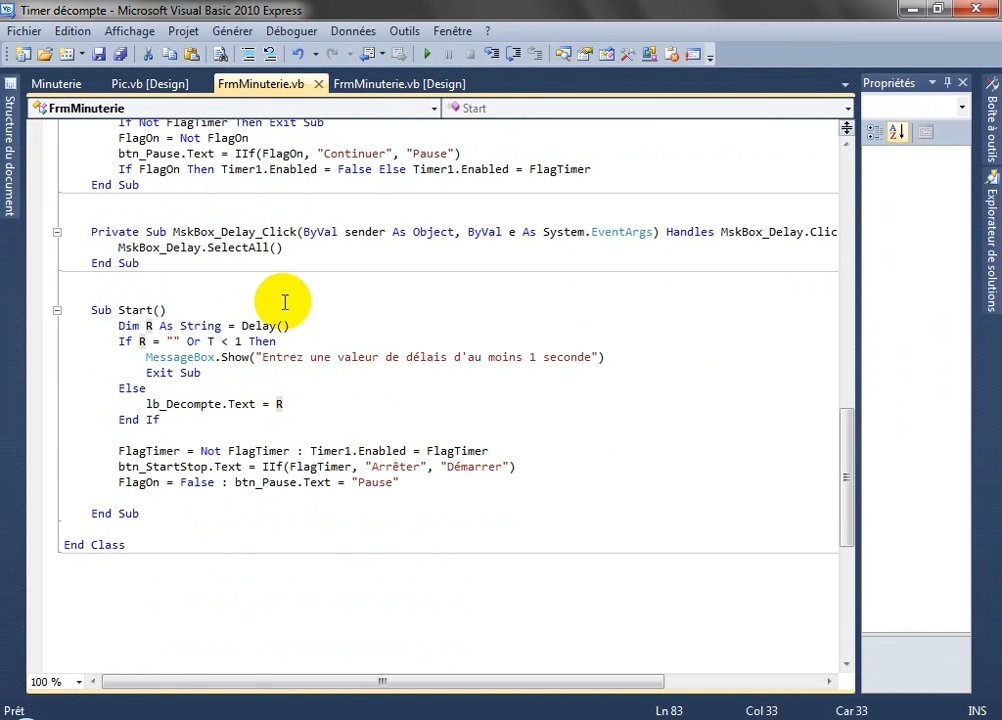 Timer décompte - Microsoft Visual Basic 2010 Express
Fichier Edition Affichage Projet Générer Déboguer Données Outils Fenêtre ?
Minuterie Pic.vb [Design] FrmMinuterie.vb FrmMinuterie.vb [Design]
Propriétés
FrmMinuterie Start
Structure du document
Boîte à outils
Explorateur de solutions
If Not FlagTimer Then Exit Sub
FlagOn = Not FlagOn
btn_Pause.Text = IIf(FlagOn, "Continuer", "Pause")
If FlagOn Then Timer1.Enabled = False Else Timer1.Enabled = FlagTimer
End Sub
Private Sub MskBox_Delay_Click(ByVal sender As Object, ByVal e As System.EventArgs) Handles MskBox_Delay.Clic
MskBox_Delay.SelectAll()
End Sub
Sub Start()
Dim R As String = Delay()
If R = "" Or T < 1 Then
MessageBox.Show("Entrez une valeur de délais d'au moins 1 seconde")
Exit Sub
Else
lb_Decompte.Text = R
End If
FlagTimer = Not FlagTimer : Timer1.Enabled = FlagTimer
btn_StartStop.Text = IIf(FlagTimer, "Arrêter", "Démarrer")
FlagOn = False : btn_Pause.Text = "Pause"
End Sub
End Class
100 %
Prêt Ln 83 Col 33 Car 33 INS